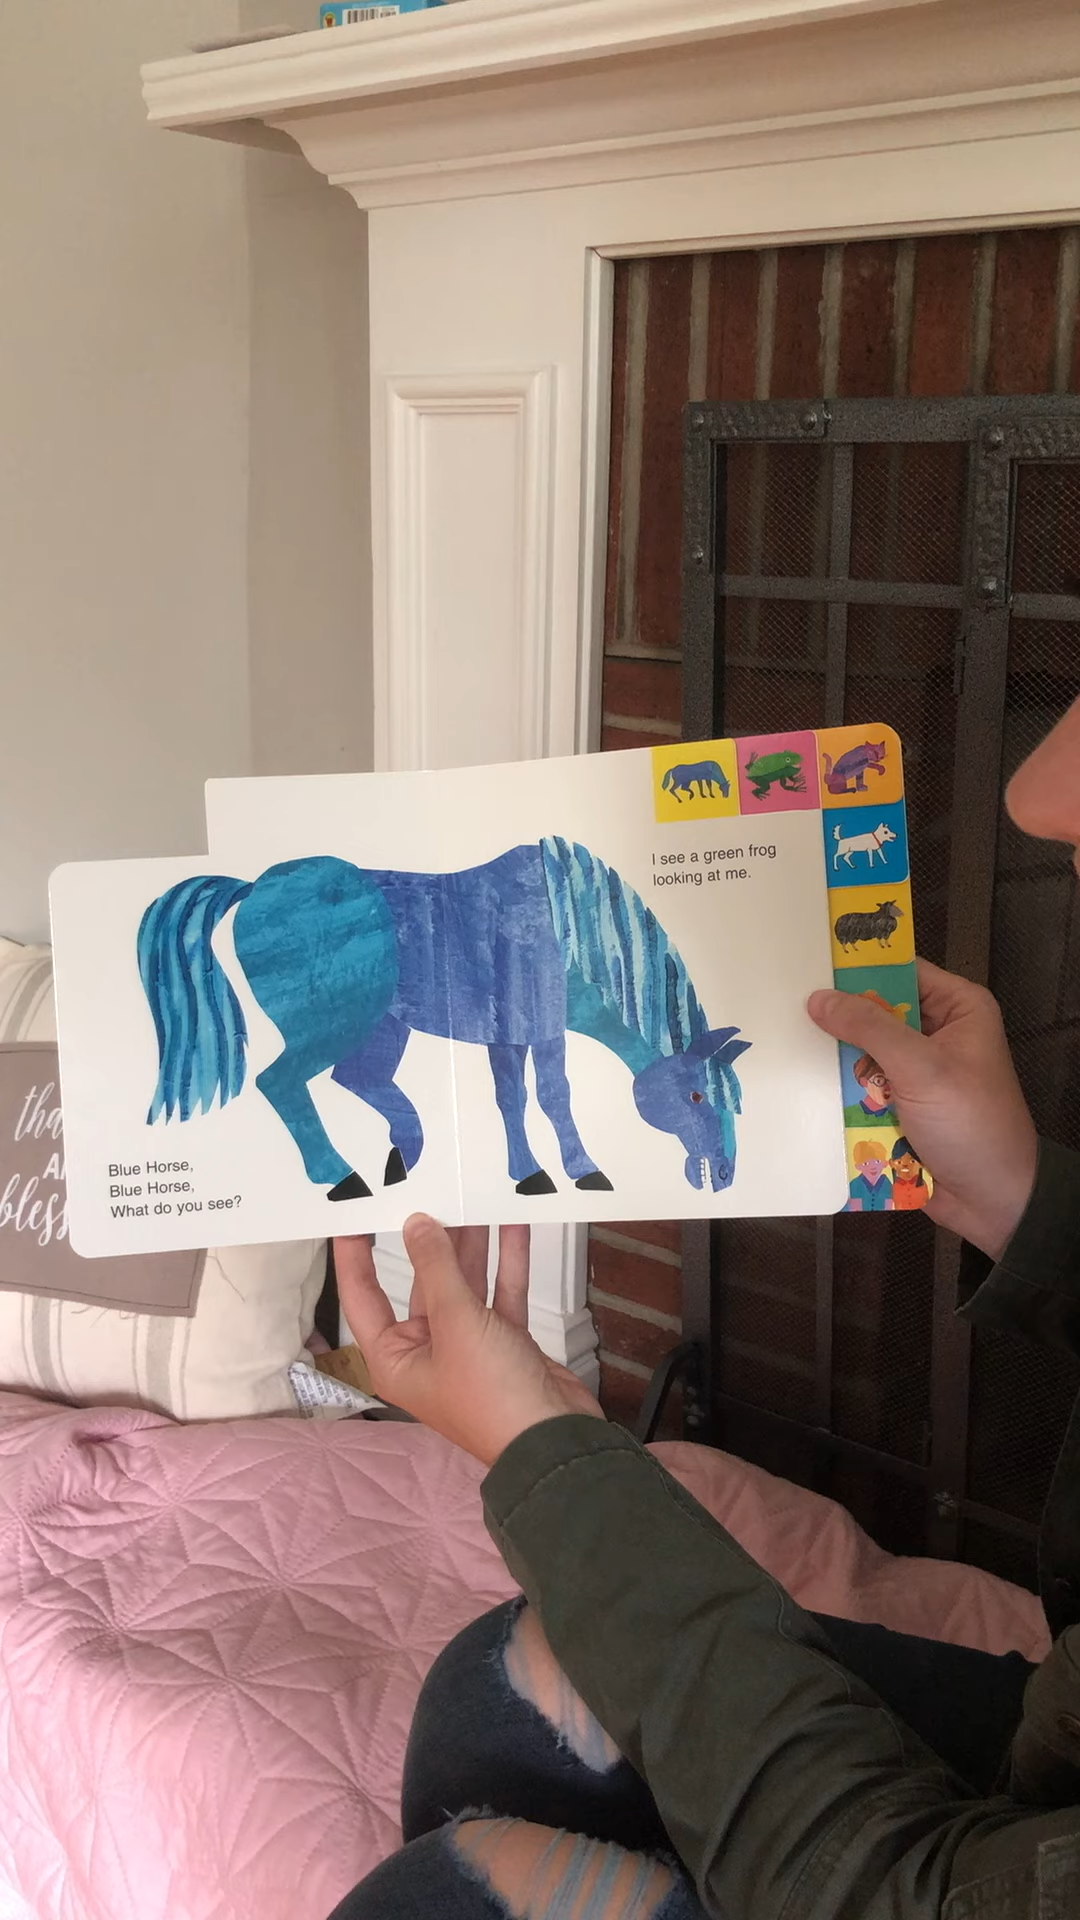 Blue Horse,
Blue Horse,
What do you see?
I see a green frog
looking at me.